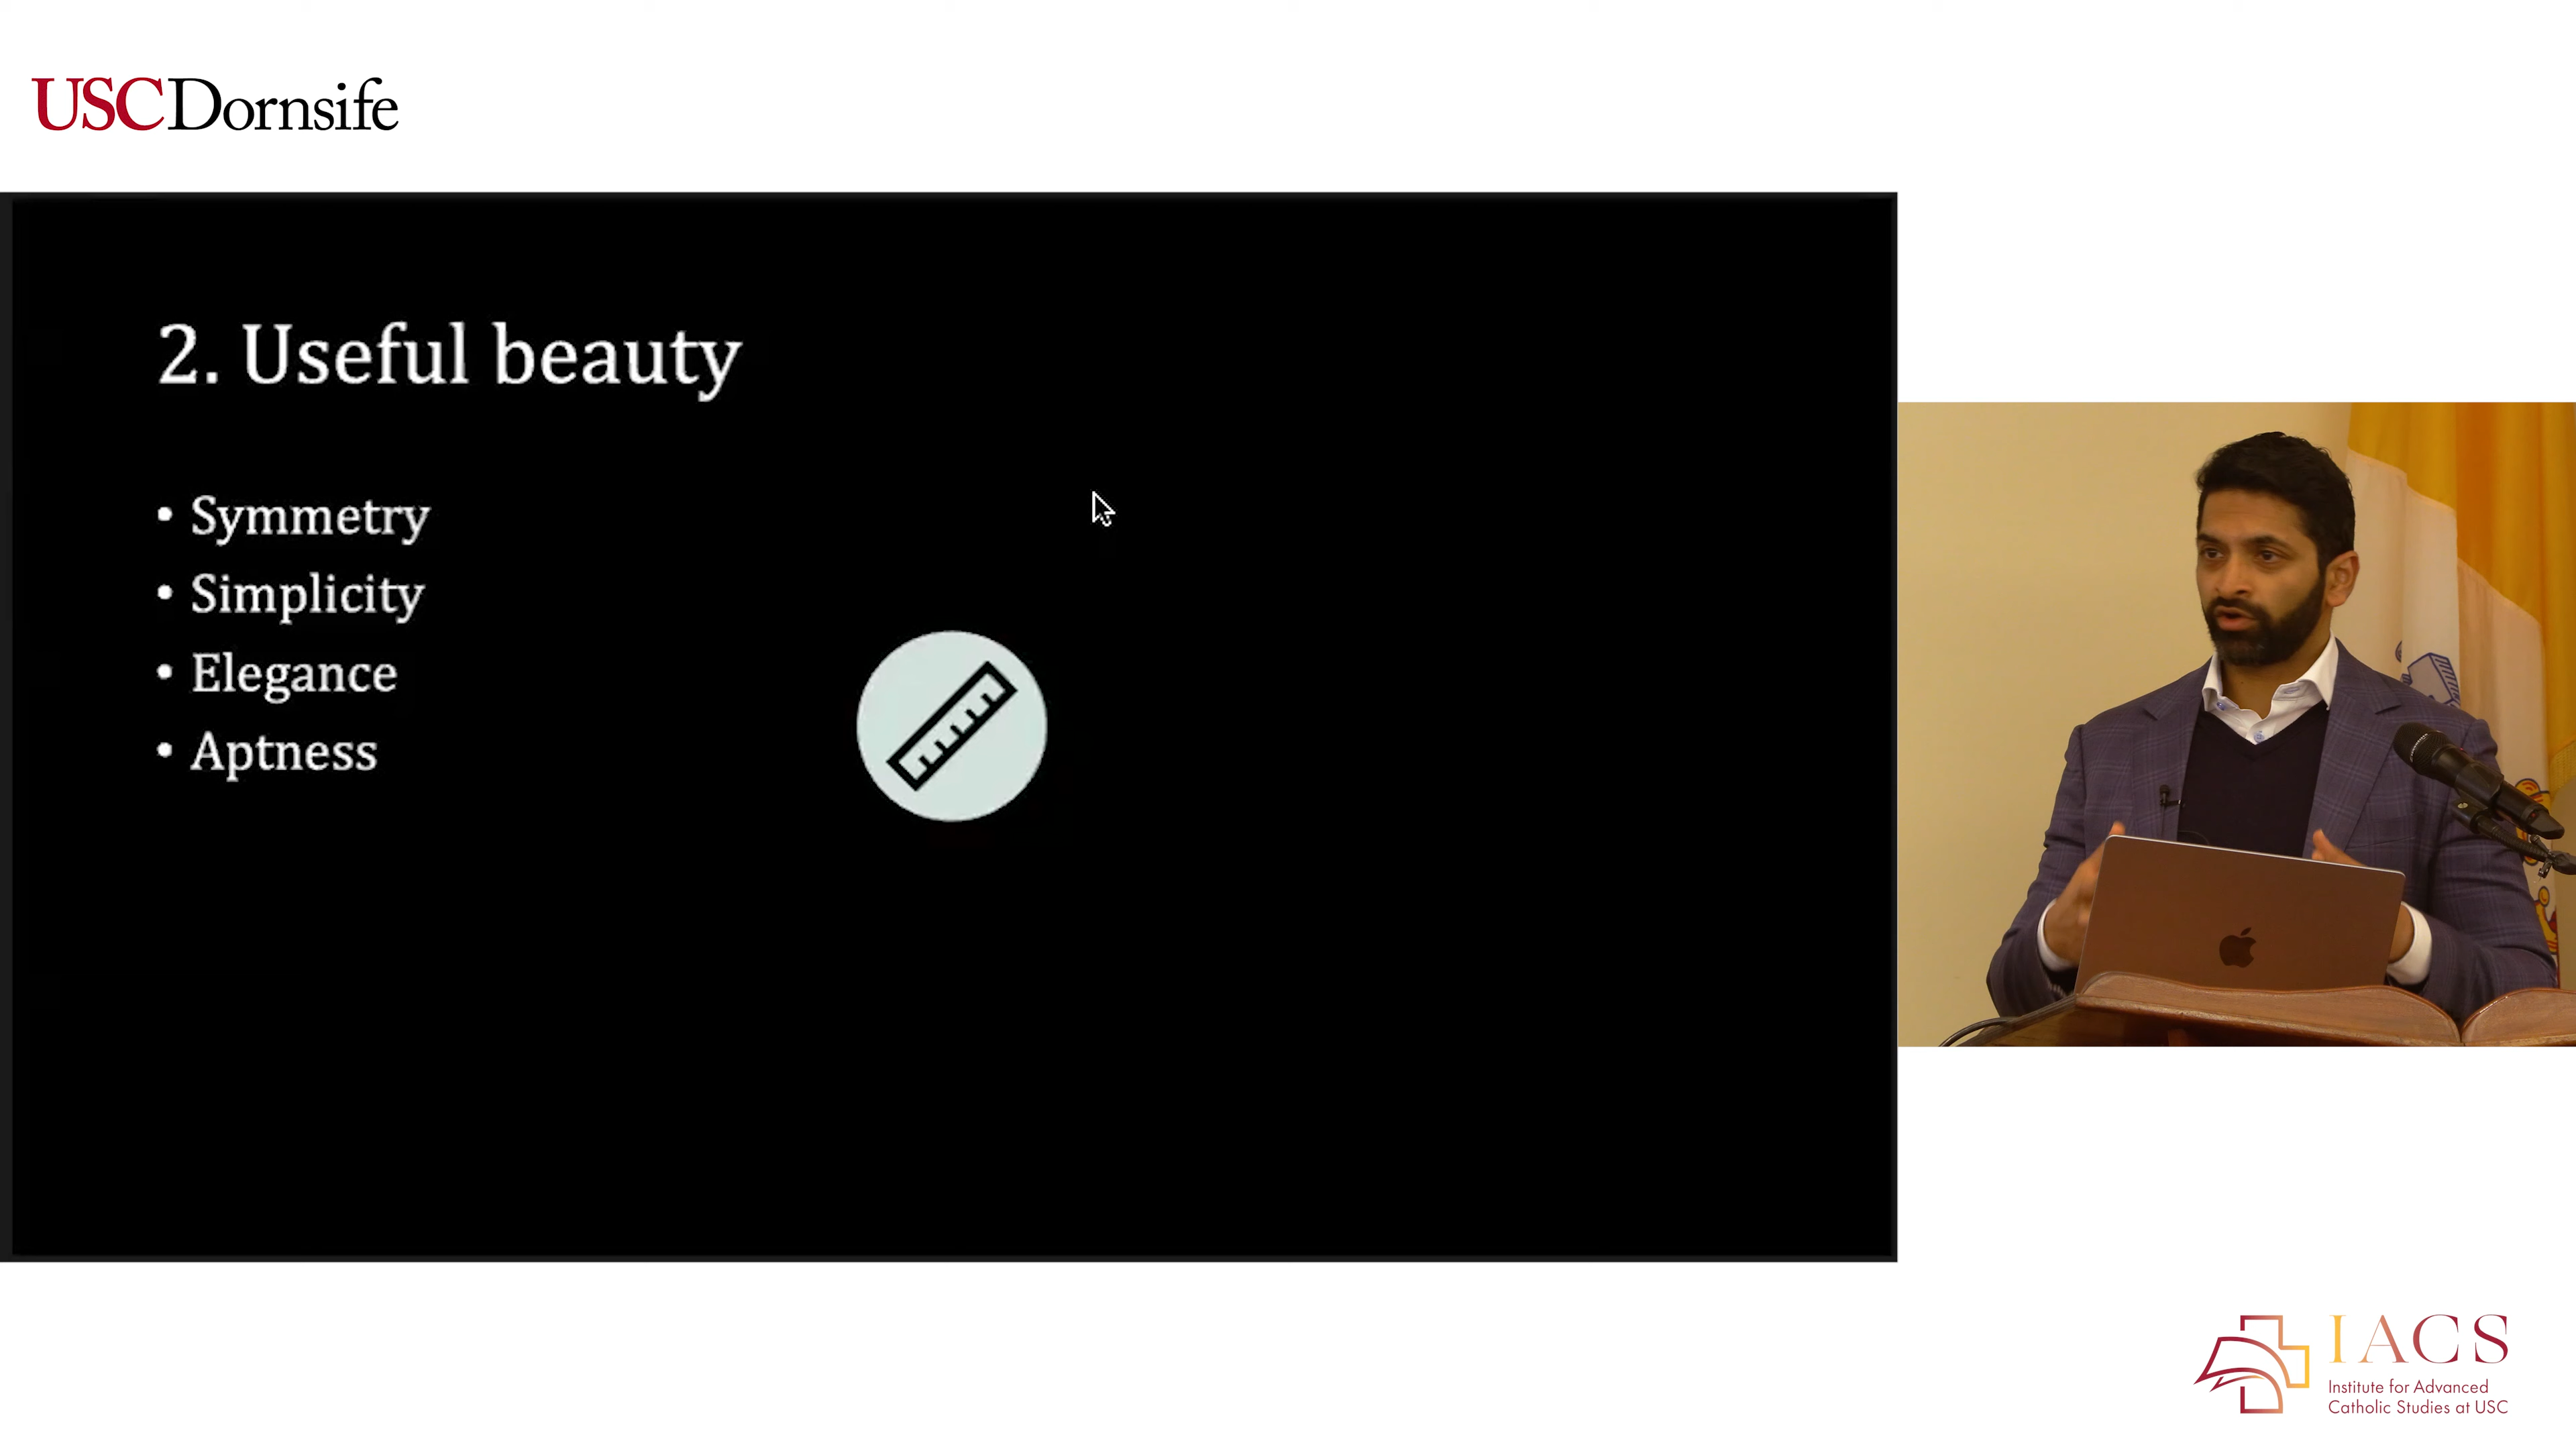 USCDornsife
2. Useful beauty
• Symmetry
• Simplicity
• Elegance
• Aptness
IACS
Institute for Advanced
Catholic Studies at USC